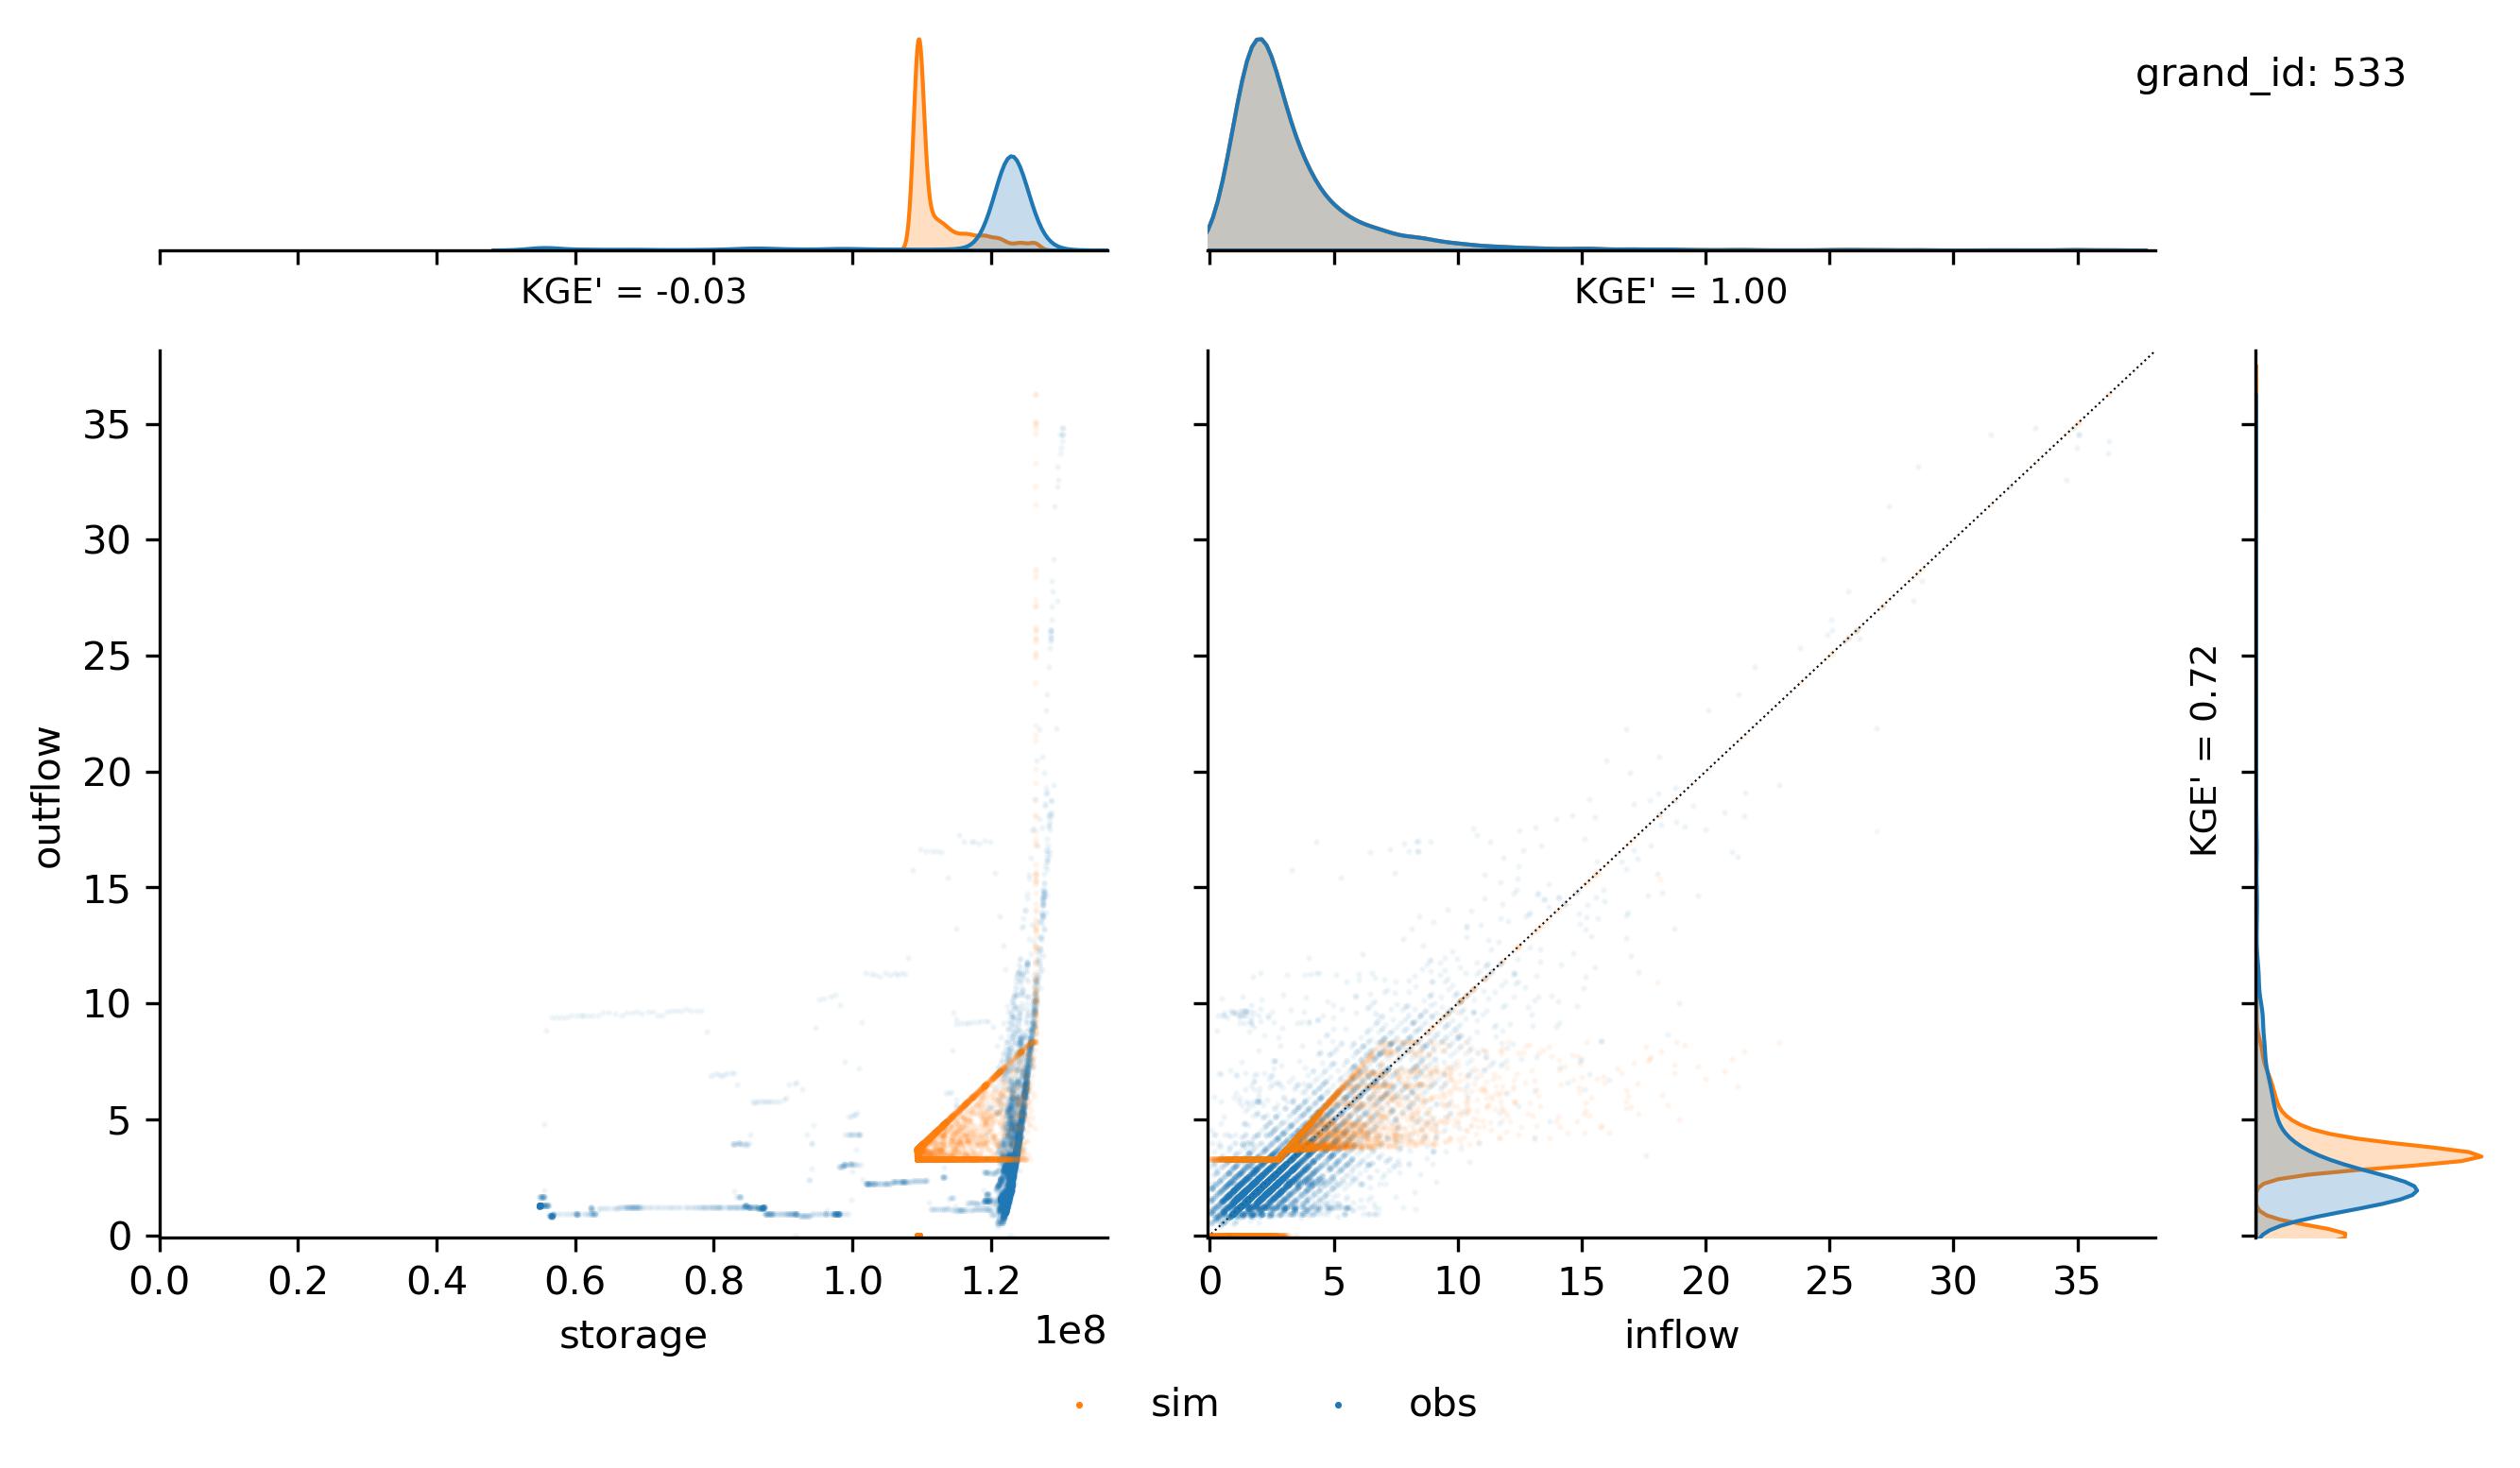 grand_id: 533
KGE' = -0.03
KGE' = 1.00
35
30
25
20
15
10
5
0
outflow
KGE' = 0.72
0.0 0.2 0.4 0.6 0.8 1.0 1.2
0 5 10 15 20 25 30 35
1e8
storage
inflow
sim obs